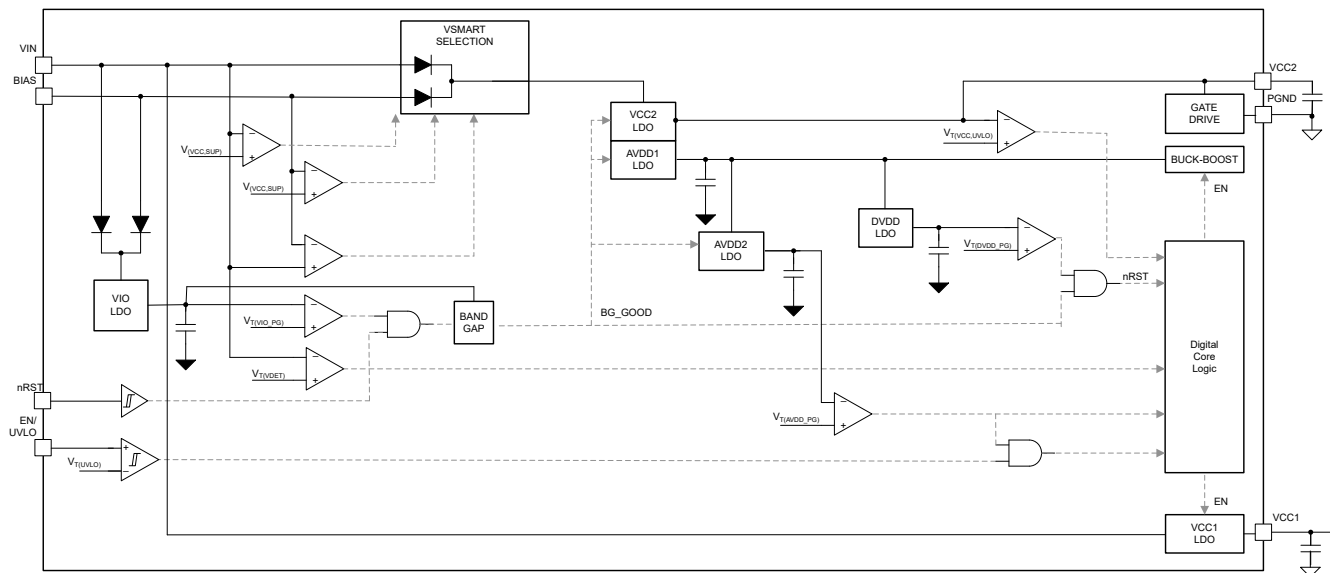 VSMART
SELECTION
VIN
BIAS
VCC2
PGND
GATE
DRIVE
VCC2
LDO
AVDD1
LDO
V(VCC,SUP)
VT(VCC,UVLO)
BUCK-BOOST
V(VCC,SUP)
EN
DVDD
LDO
AVDD2
LDO
VT(DVDD_PG)
nRST
VIO
LDO
VT(VIO_PG)
BAND
GAP
BG_GOOD
Digital
Core
Logic
VT(VDET)
nRST
EN/
UVLO
VT(AVDD_PG)
VT(UVLO)
EN
VCC1
LDO
VCC1
− +
− +
− +
− +
− +
+ −
− +
− +
− +